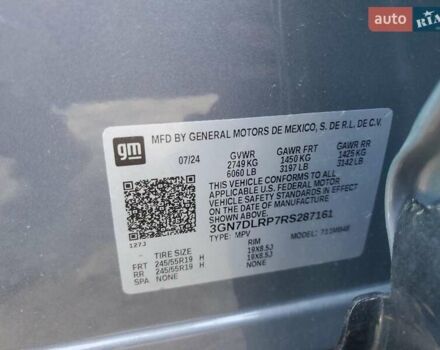 auto RIA
gm
MFD BY GENERAL MOTORS DE MEXICO, S. DE R.L. DE C.V.
07/24 GVWR GAWR FRT GAWR RR
2749 KG 1450 KG 1425 KG
6060 LB 3197 LB 3142 LB
THIS VEHICLE CONFORMS TO ALL
APPLICABLE U.S. FEDERAL MOTOR
VEHICLE SAFETY STANDARDS IN
EFFECT ON THE DATE OF
MANUFACTURE SHOWN ABOVE.
3GN7DLRP7RS287161
127J TYPE: MPV MODEL:
TIRE SIZE RIM
FRT 245/55R19 H 19X8.5J
RR 245/55R19 H 19X8.5J
SPA NONE NONE